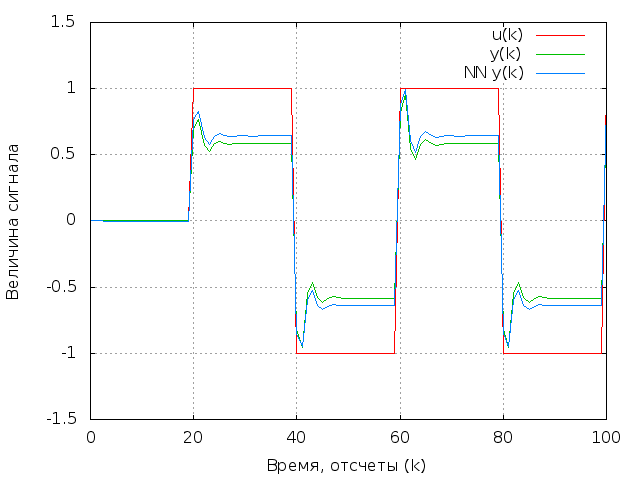 1.5
1
0.5
0
-0.5
-1
-1.5
Величина сигнала
u(k)
y(k)
NN y(k)
0 20 40 60 80 100
Время, отсчеты (k)